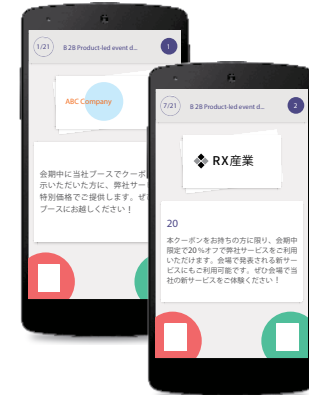 1/21
B2B Product-led event d...
1
ABC Company
会期中に当社ブースでクーポ
示いただいた方に、弊社サー
特別価格でご提供します。ぜひ
ブースにお越しください！
7/21
B 2B Product-led event d...
2
RX産業
20
本クーポンをお持ちの方に限り、会期中
限定で20％オフで弊社サービスをご利用
いただけます。会場で発表される新サー
ビスにもご利用可能です。ぜひ会場で当
社の新サービスをご体験ください！